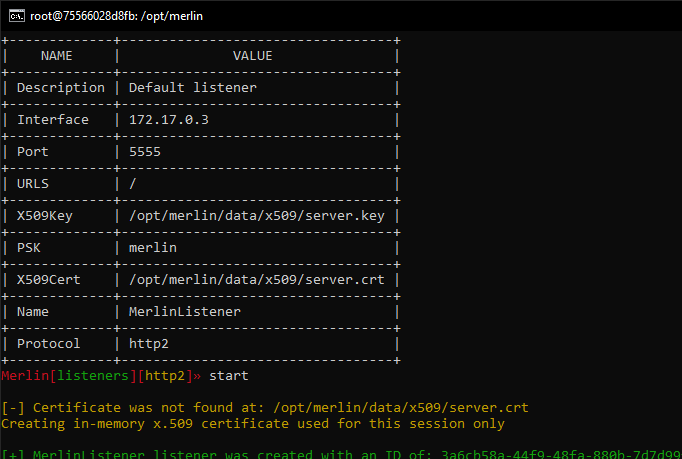 root@75566028d8fb: /opt/merlin
+-------------+----------------------------------+
| NAME | VALUE |
+-------------+----------------------------------+
| Description | Default listener |
+-------------+----------------------------------+
| Interface | 172.17.0.3 |
+-------------+----------------------------------+
| Port | 5555 |
+-------------+----------------------------------+
| URLS | / |
+-------------+----------------------------------+
| X509Key | /opt/merlin/data/x509/server.key |
+-------------+----------------------------------+
| PSK | merlin |
+-------------+----------------------------------+
| X509Cert | /opt/merlin/data/x509/server.crt |
+-------------+----------------------------------+
| Name | MerlinListener |
+-------------+----------------------------------+
| Protocol | http2 |
+-------------+----------------------------------+
Merlin[listeners][http2]» start
[-] Certificate was not found at: /opt/merlin/data/x509/server.crt
Creating in-memory x.509 certificate used for this session only
[+] MerlinListener listener was created with an ID of: 3a6cb58a-44f9-48fa-880b-7d7d99